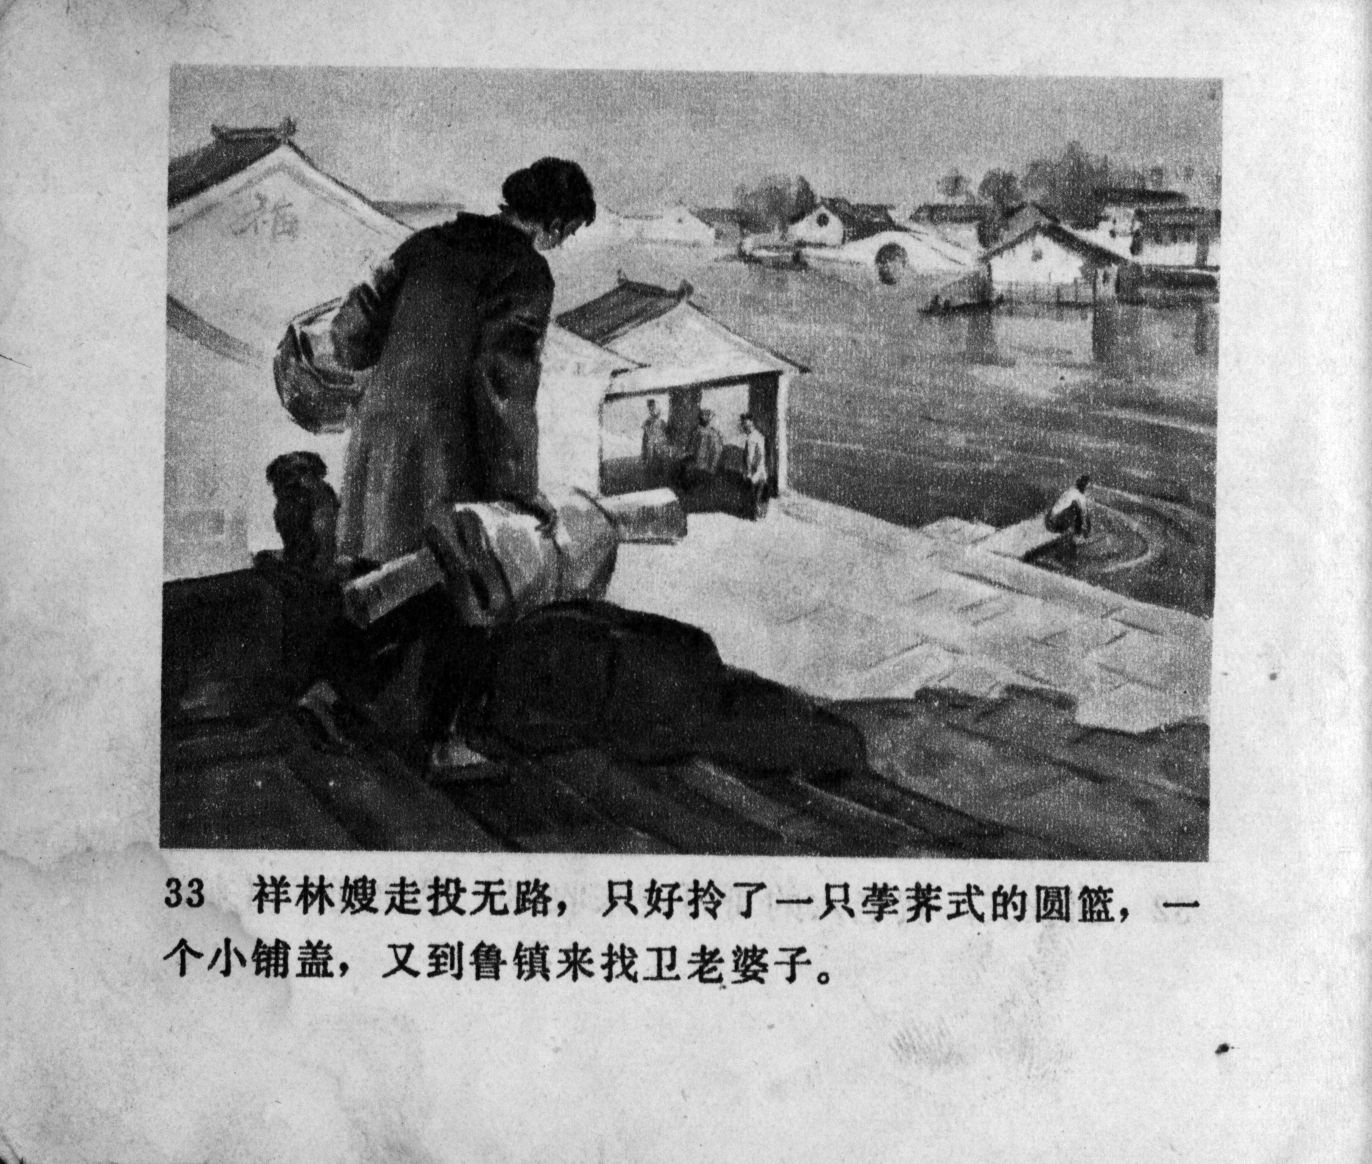 福
33 祥林嫂走投无路，只好拎了一只荸荠式的圆篮，一
个小铺盖，又到鲁镇来找卫老婆子。